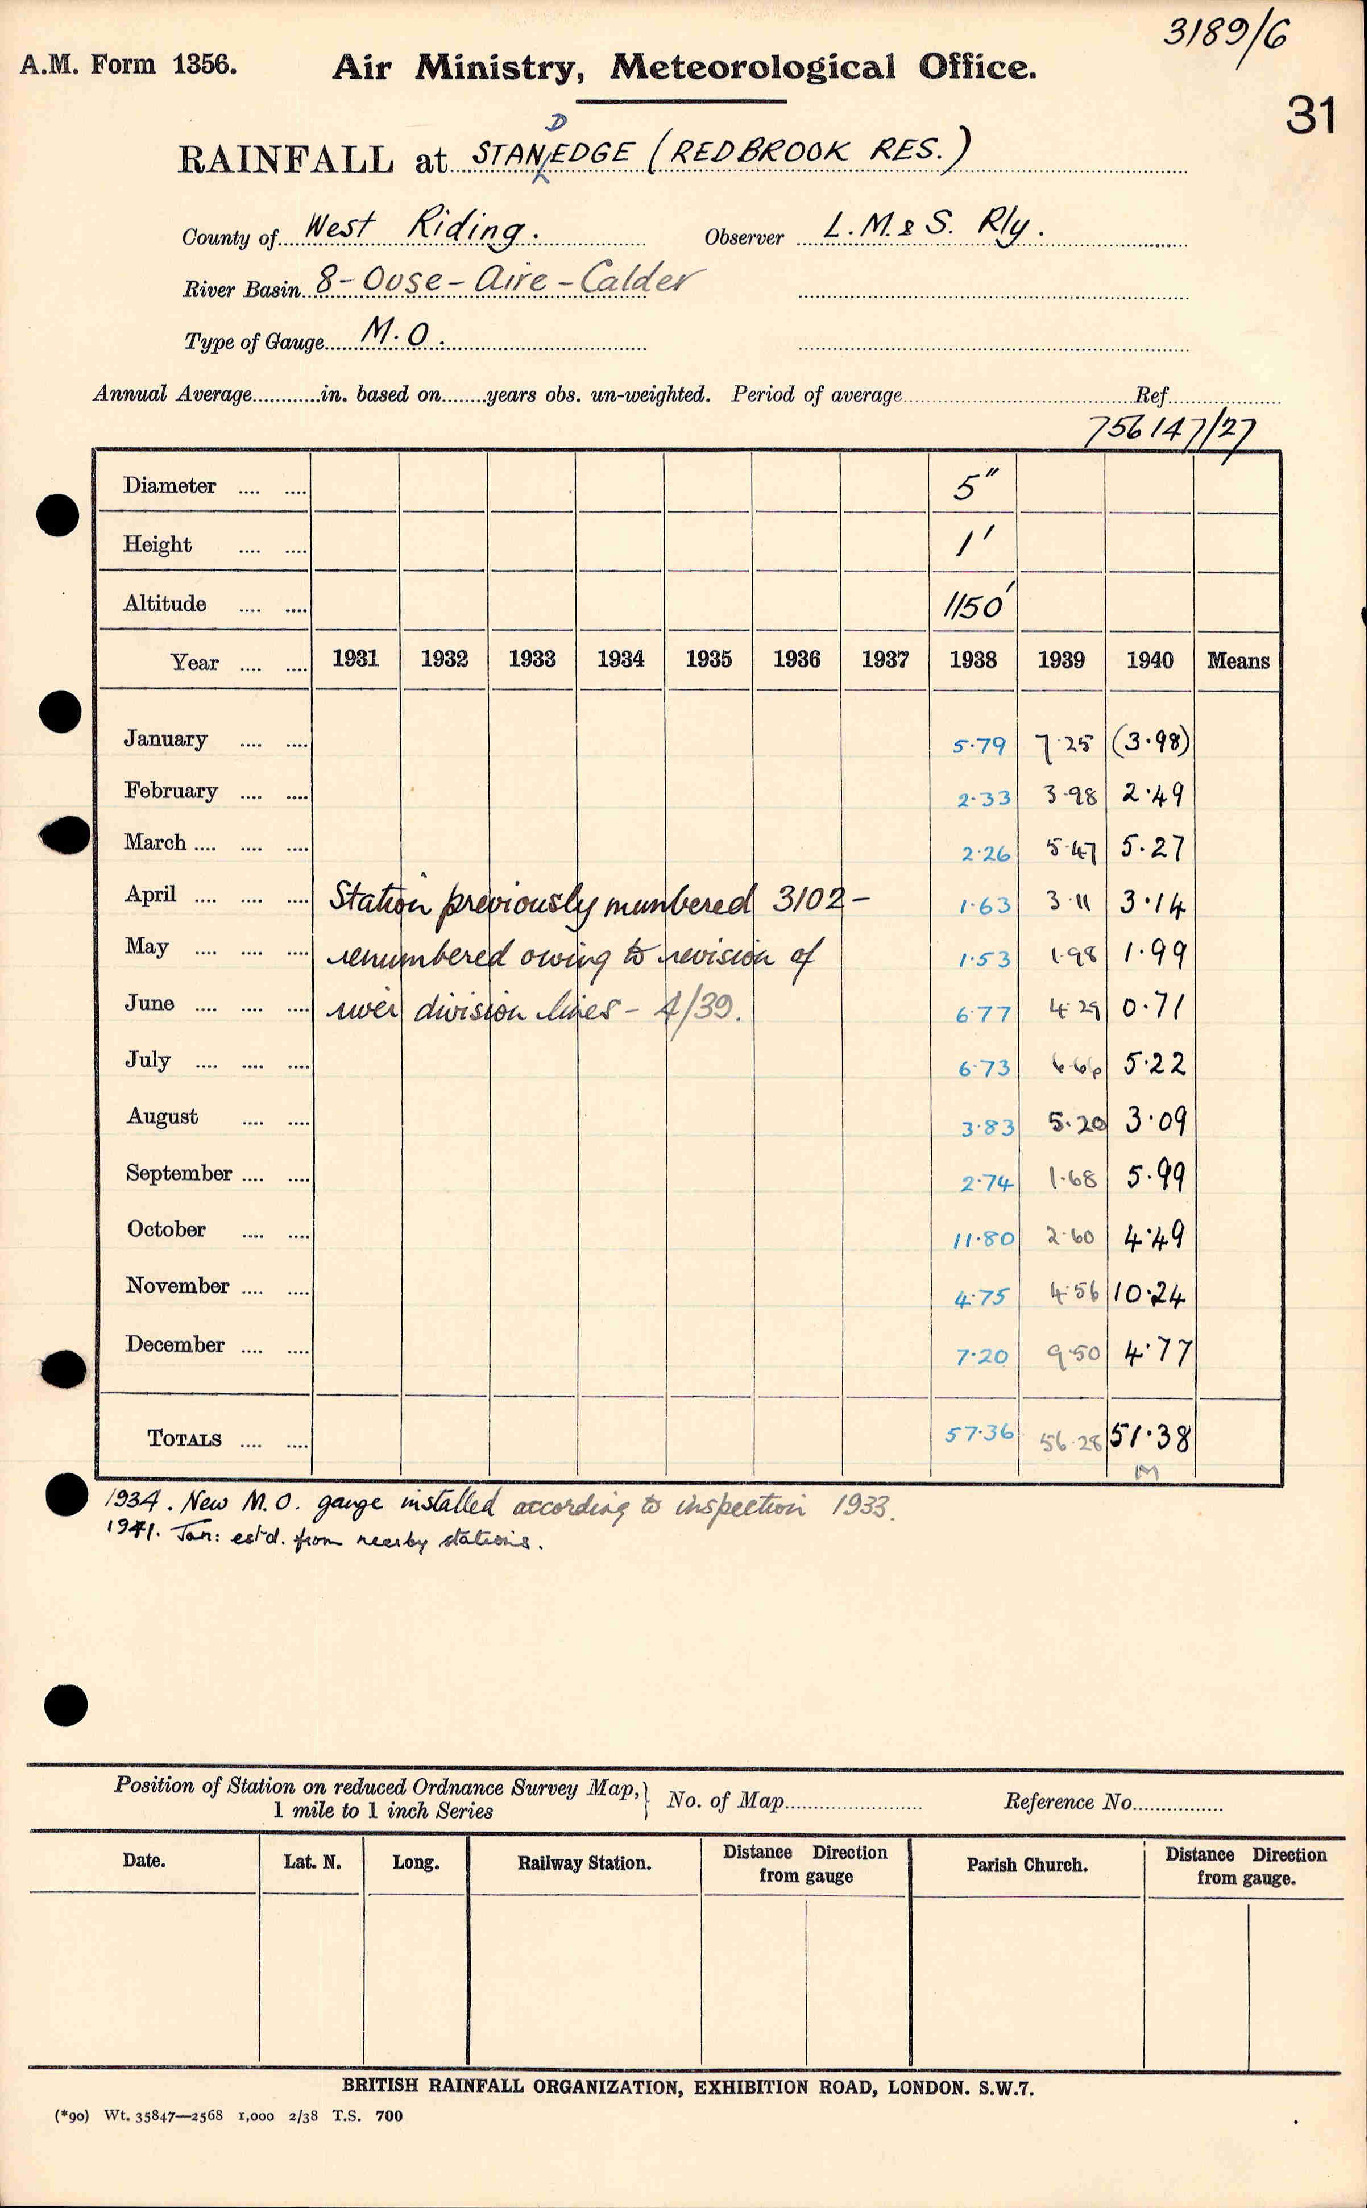 3189/6
A.M. Form 1356. Air Ministry, Meteorological Office.
31
D
RAINFALL at STANEDGE (REDBROOK RES.)
County of West Riding. Observer L.M.&S. Rly.
River Basin 8-Ouse-Aire-Calder
Type of Gauge M.O.
Annual Average............in. based on........years obs. un-weighted. Period of average Ref
756147/27
Diameter .... .... 5"
Height .... .... 1'
Altitude .... .... 1150'
Year .... .... 1931 1932 1933 1934 1935 1936 1937 1938 1939 1940 Means
January .... .... 5.79 7.25 (3.98)
February .... .... 2.33 3.98 2.49
March .... .... .... 2.26 5.47 5.27
April .... .... .... Station previously numbered 3102- 1.63 3.11 3.14
May .... .... .... renumbered owing to revision of 1.53 1.98 1.99
June .... .... .... river division lines - 4/39. 6.77 4.29 0.71
July .... .... .... 6.73 6.66 5.22
August .... .... 3.83 5.20 3.09
September .... .... 2.74 1.68 5.99
October .... .... 11.80 2.60 4.49
November .... .... 4.75 4.56 10.24
December .... .... 7.20 9.50 4.77
TOTALS .... .... 57.36 56.28 51.38
M
1934. New M.O. gauge installed according to inspection 1933.
1941. Jan: est'd. from nearby stations.
Position of Station on reduced Ordnance Survey Map,} No. of Map Reference No.
1 mile to 1 inch Series
Date. Lat. N. Long. Railway Station. Distance Direction from gauge Parish Church. Distance Direction from gauge.
BRITISH RAINFALL ORGANIZATION, EXHIBITION ROAD, LONDON. S.W.7.
(*90) Wt. 35847—2568 1,000 2/38 T.S. 700